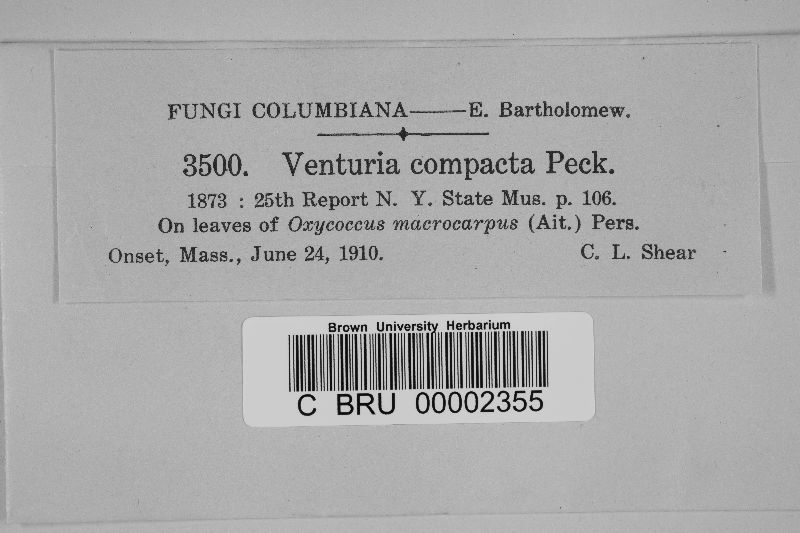 FUNGI COLUMBIANA——E. Bartholomew.
3500. Venturia compacta Peck.
1873 : 25th Report N. Y. State Mus. p. 106.
On leaves of Oxycoccus macrocarpus (Ait.) Pers.
Onset, Mass., June 24, 1910. C. L. Shear
Brown University Herbarium
C BRU 00002355